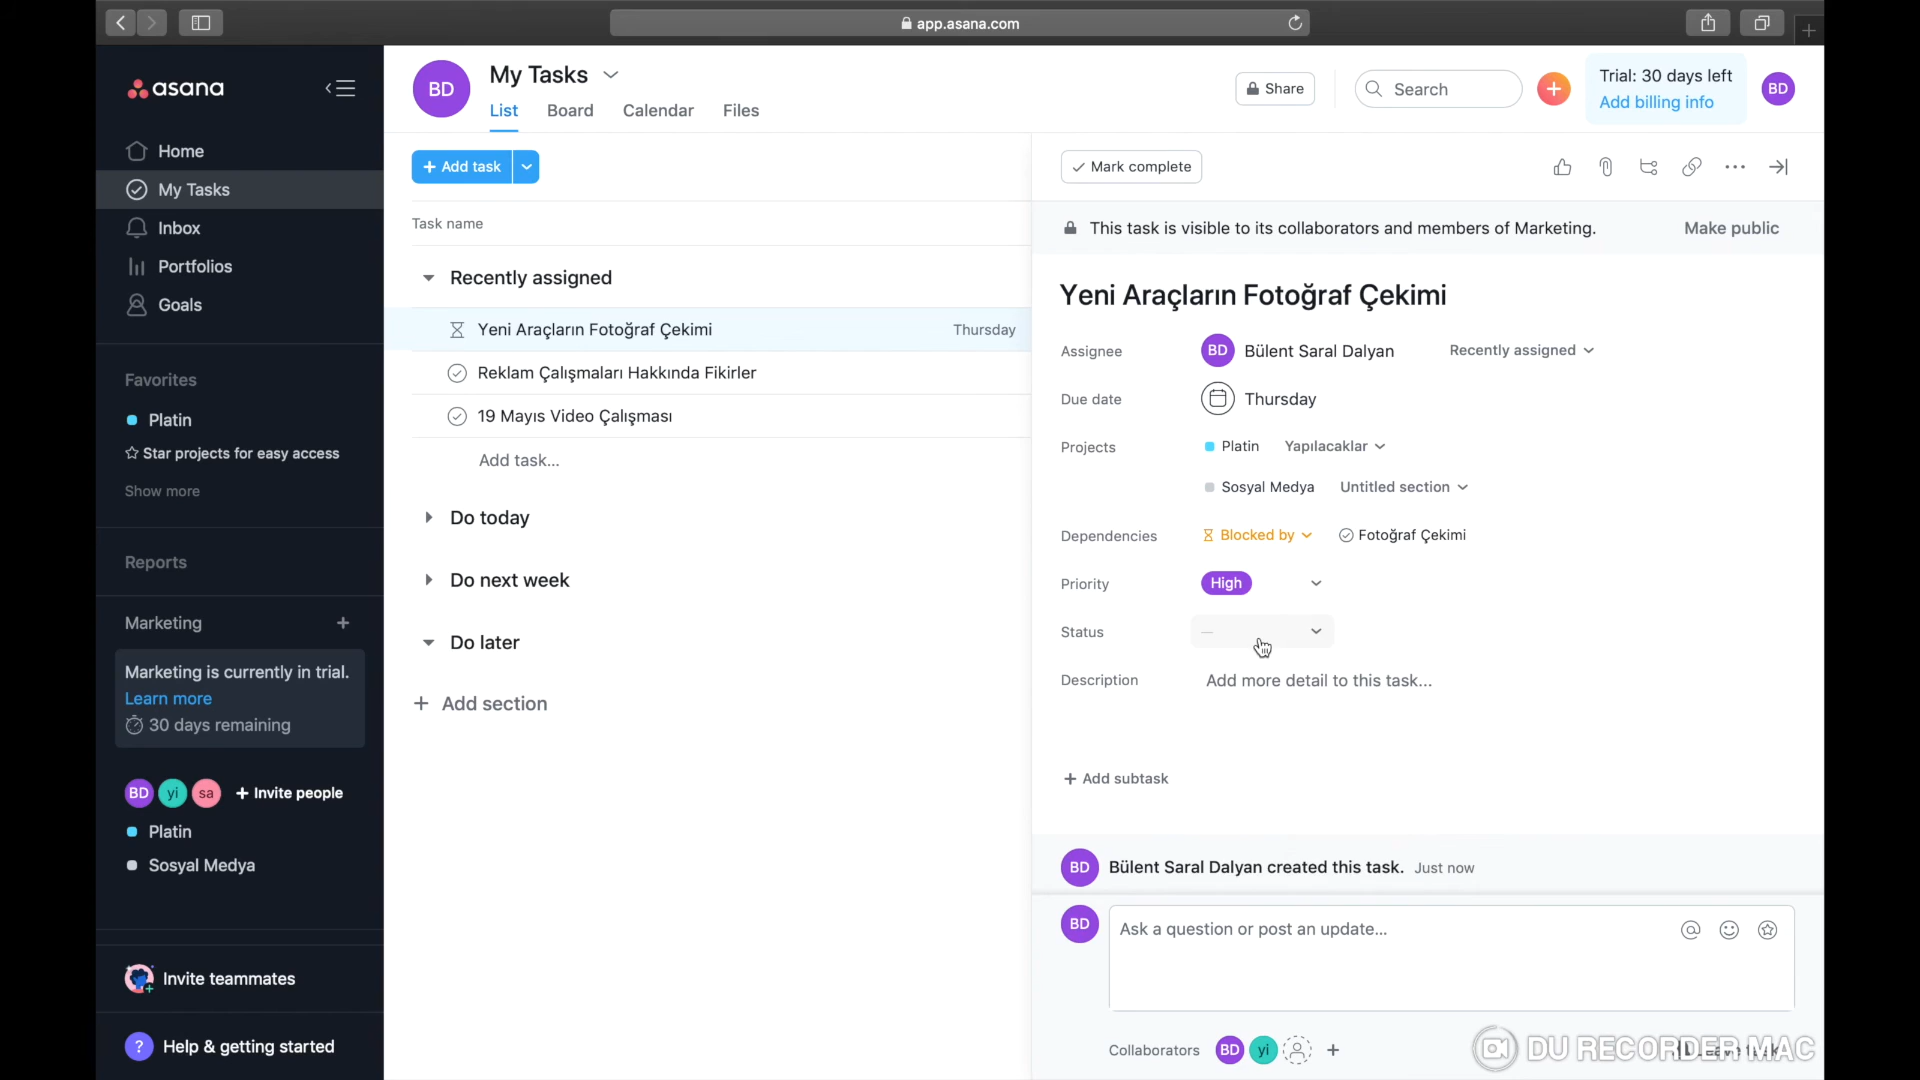 app.asana.com
asana
Home
My Tasks
Inbox
Portfolios
Goals
Favorites
Platin
Star projects for easy access
Show more
Reports
Marketing
Marketing is currently in trial.
Learn more
30 days remaining
BD yi sa + Invite people
Platin
Sosyal Medya
Invite teammates
? Help & getting started
BD
My Tasks
List Board Calendar Files
Share
Search
Trial: 30 days left
Add billing info
BD
+ Add task
Task name
Recently assigned
Yeni Araçların Fotoğraf Çekimi Thursday
Reklam Çalışmaları Hakkında Fikirler
19 Mayıs Video Çalışması
Add task...
Do today
Do next week
Do later
+ Add section
Mark complete
This task is visible to its collaborators and members of Marketing. Make public
Yeni Araçların Fotoğraf Çekimi
Assignee BD Bülent Saral Dalyan Recently assigned
Due date Thursday
Projects Platin Yapılacaklar
Sosyal Medya Untitled section
Dependencies Blocked by Fotoğraf Çekimi
Priority High
Status —
Description Add more detail to this task...
+ Add subtask
BD Bülent Saral Dalyan created this task. Just now
BD Ask a question or post an update...
Collaborators BD yi +
DU RECORDER MAC